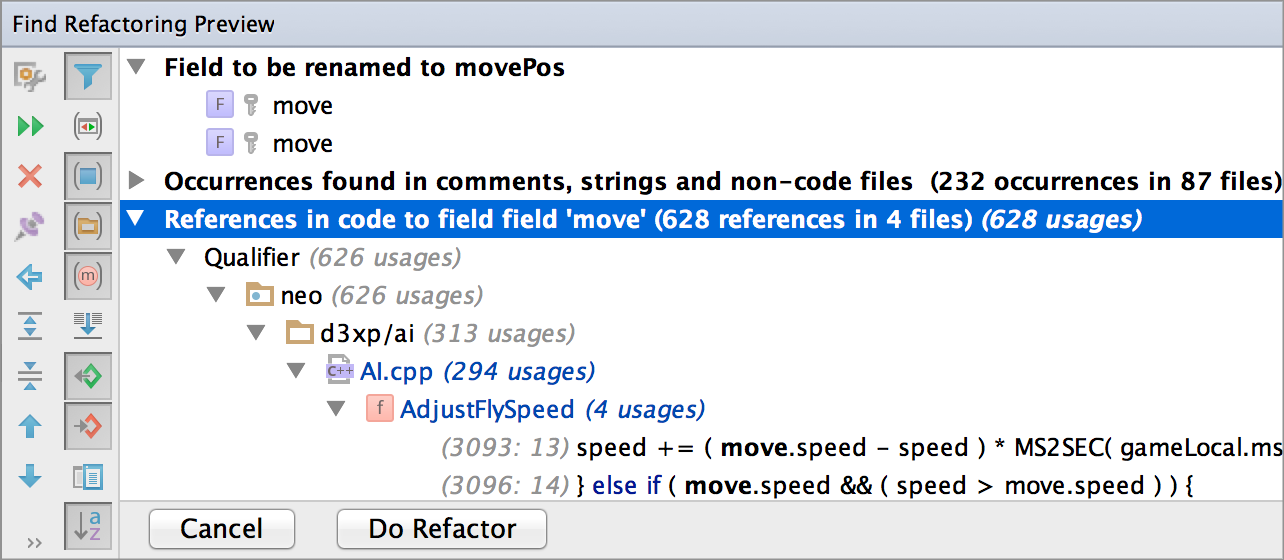 Find Refactoring Preview
Field to be renamed to movePos
F move
F move
Occurrences found in comments, strings and non-code files (232 occurrences in 87 files)
References in code to field field 'move' (628 references in 4 files) (628 usages)
Qualifier (626 usages)
neo (626 usages)
d3xp/ai (313 usages)
C++ AI.cpp (294 usages)
f AdjustFlySpeed (4 usages)
(3093: 13) speed += ( move.speed - speed ) * MS2SEC( gameLocal.ms
(3096: 14) } else if ( move.speed && ( speed > move.speed ) ) {
m
a
z
Cancel Do Refactor